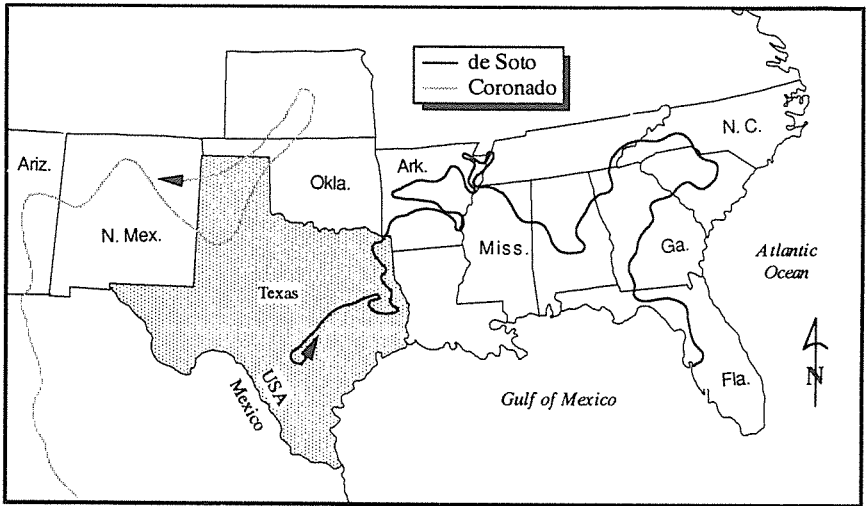 de Soto
Coronado
N. C.
Ariz.
Okla.
Ark.
N. Mex.
Miss.
Ga.
Atlantic
Ocean
Texas
USA
Mexico
Gulf of Mexico
Fla.
N